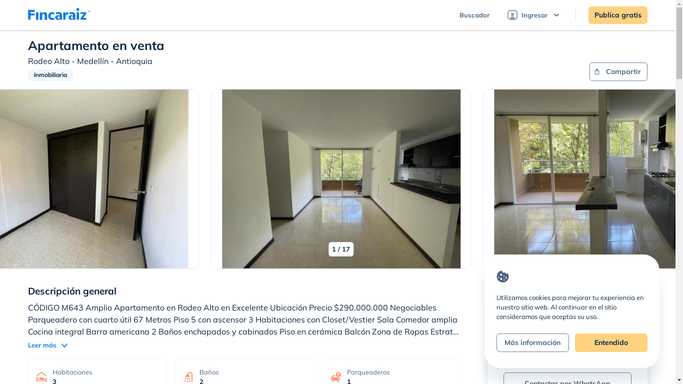 Fincaraiz
Buscador
Ingresar
Publica gratis
Apartamento en venta
Rodeo Alto - Medellín - Antioquia
Inmobiliaria
Compartir
1 / 17
Descripción general
CÓDIGO M643 Amplio Apartamento en Rodeo Alto en Excelente Ubicación Precio $290.000.000 Negociables
Parqueadero con cuarto útil 67 Metros Piso 5 con ascensor 3 Habitaciones con Closet/Vestier Sala Comedor amplia
Cocina integral Barra americana 2 Baños enchapados y cabinados Piso en cerámica Balcón Zona de Ropas Estrat...
Leer más
Habitaciones
3
Baños
2
Parqueaderos
1
Utilizamos cookies para mejorar tu experiencia en
nuestro sitio web. Al continuar en el sitio
consideramos que aceptas su uso.
Más información
Entendido
Contactar por WhatsApp